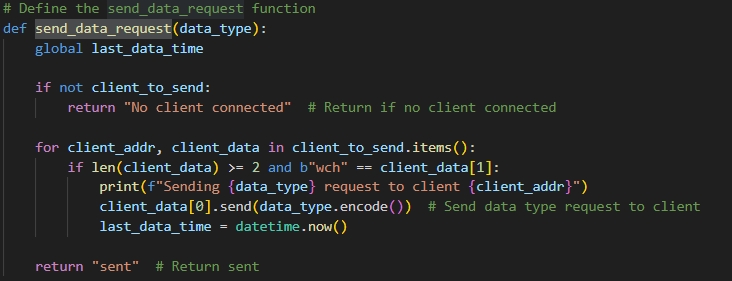 # Define the send_data_request function
def send_data_request(data_type):
    global last_data_time
    if not client_to_send:
        return "No client connected"  # Return if no client connected
    for client_addr, client_data in client_to_send.items():
        if len(client_data) >= 2 and b"wch" == client_data[1]:
            print(f"Sending {data_type} request to client {client_addr}")
            client_data[0].send(data_type.encode())  # Send data type request to client
            last_data_time = datetime.now()
    return "sent"  # Return sent